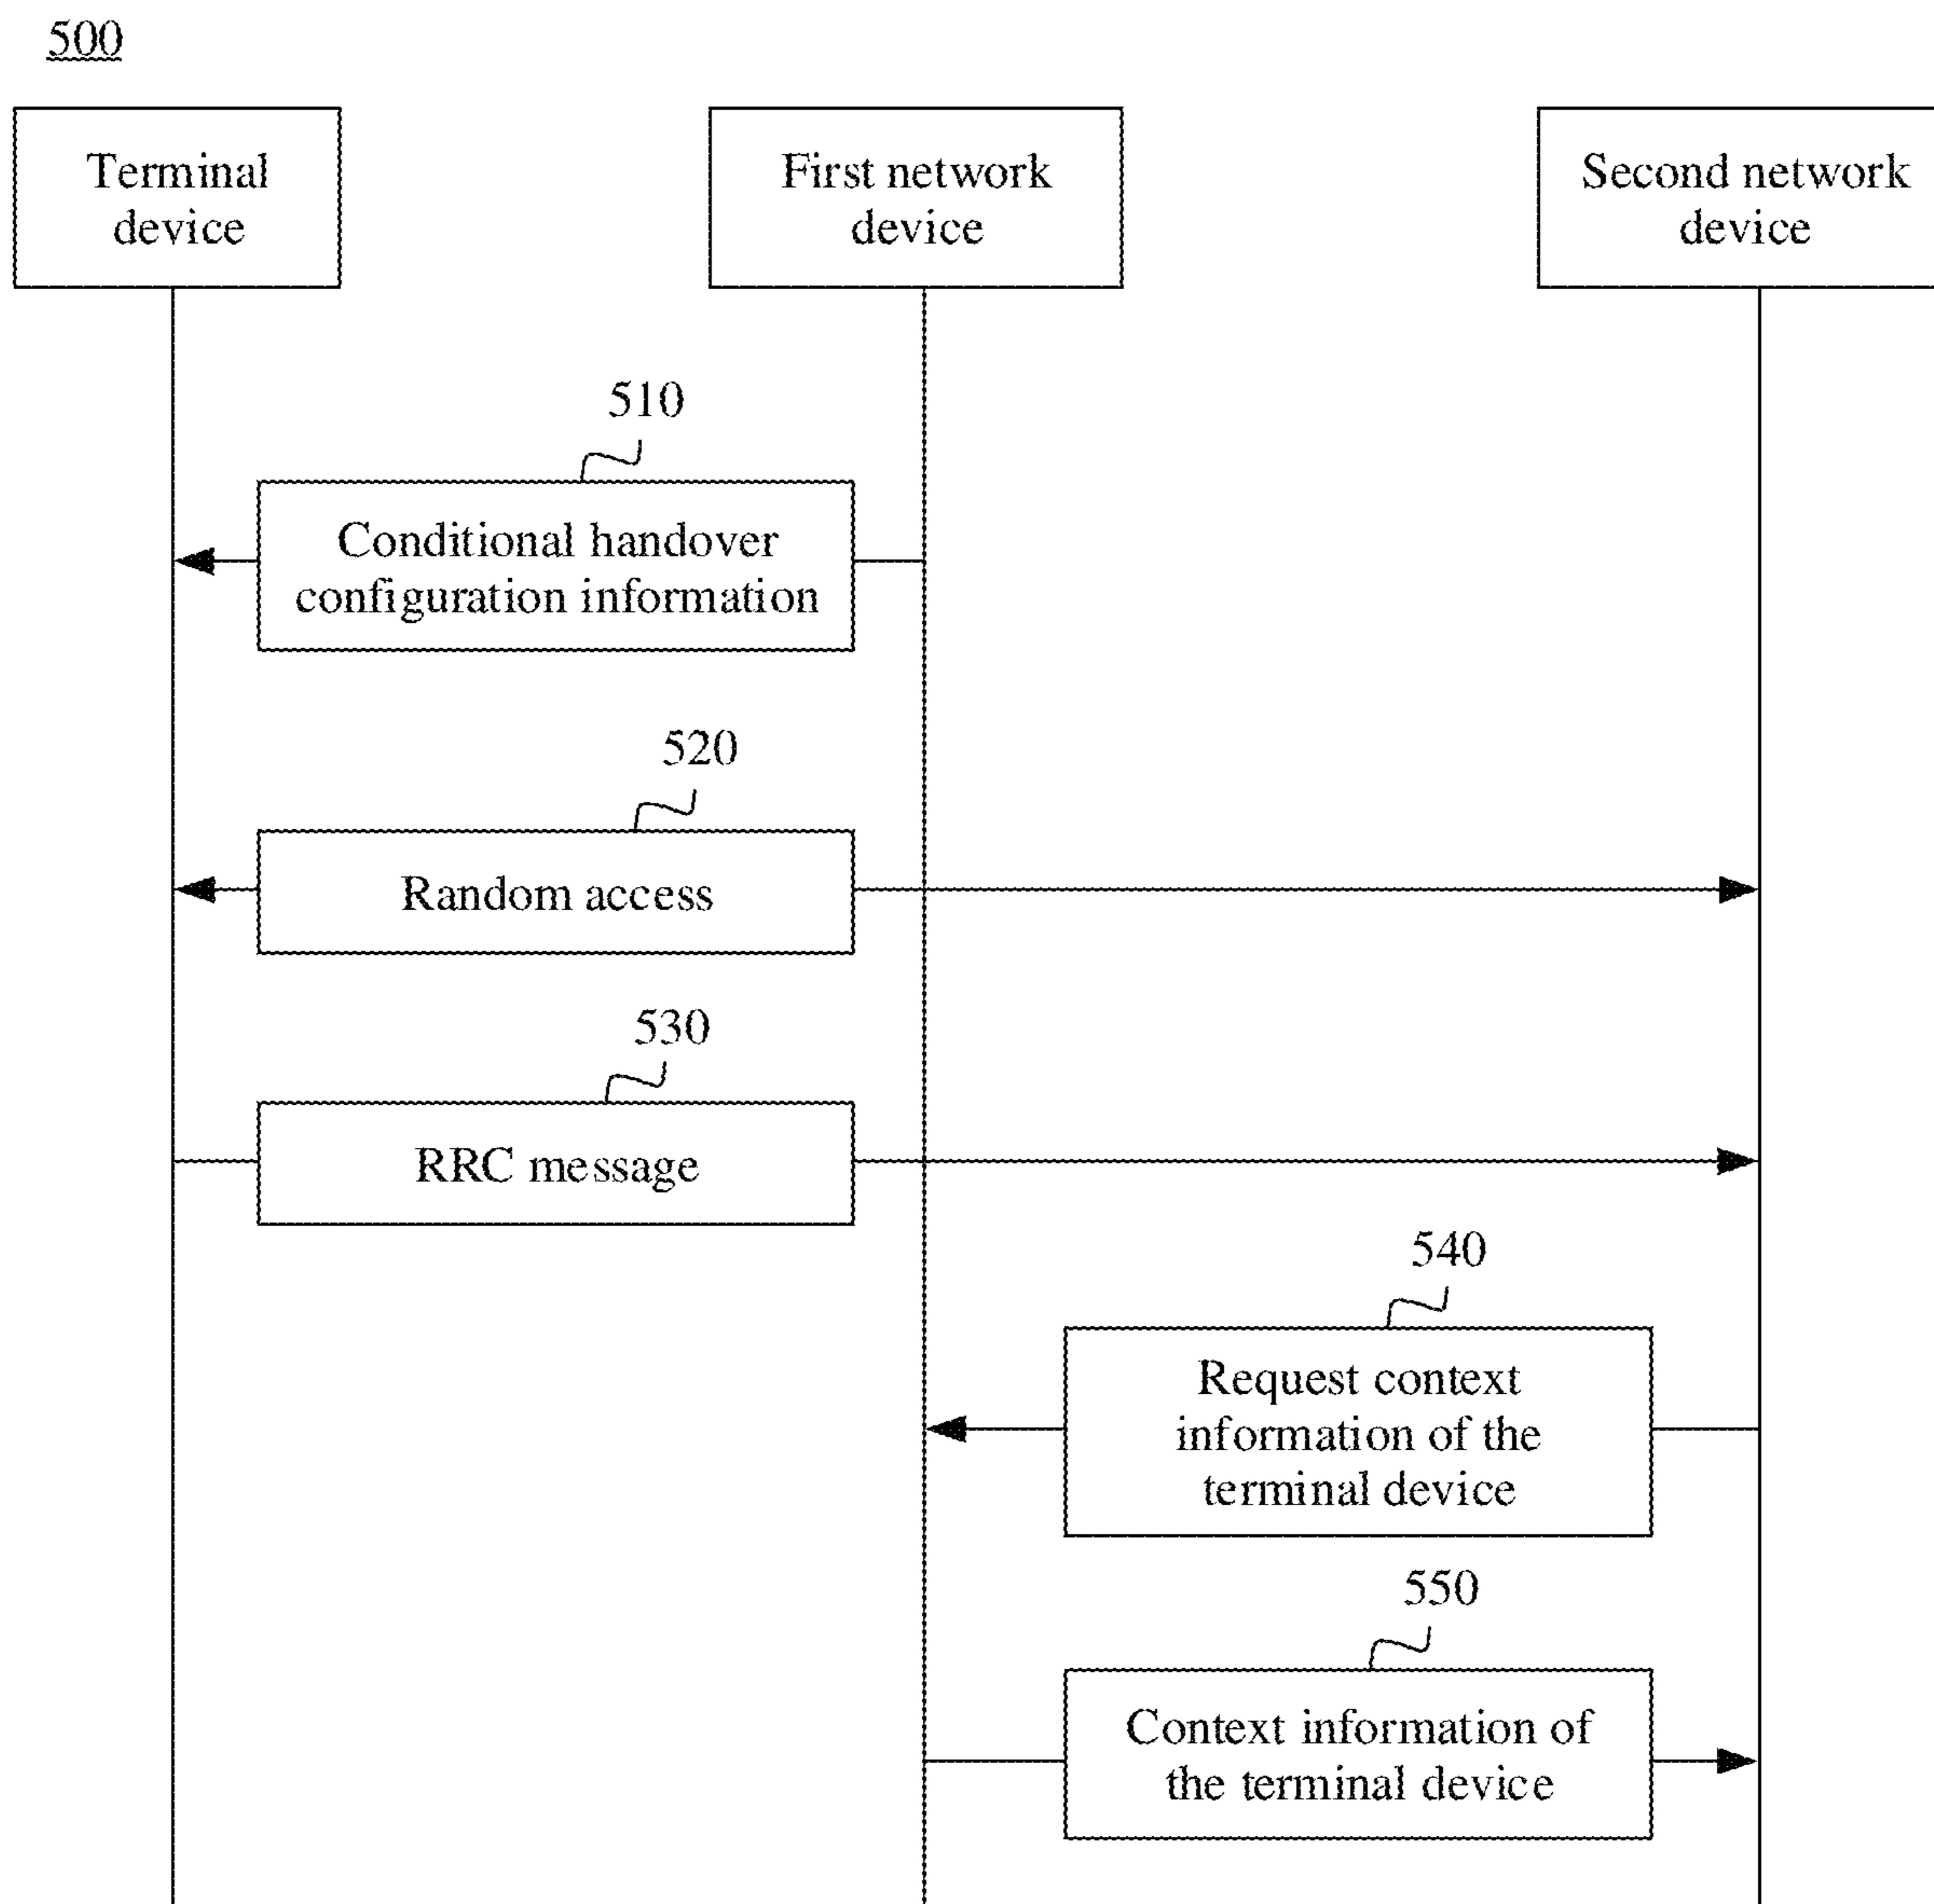 500
Terminal
device
First network
device
Second network
device
510
Conditional handover
configuration information
520
Random access
530
RRC message
540
Request context
information of the
terminal device
550
Context information of
the terminal device